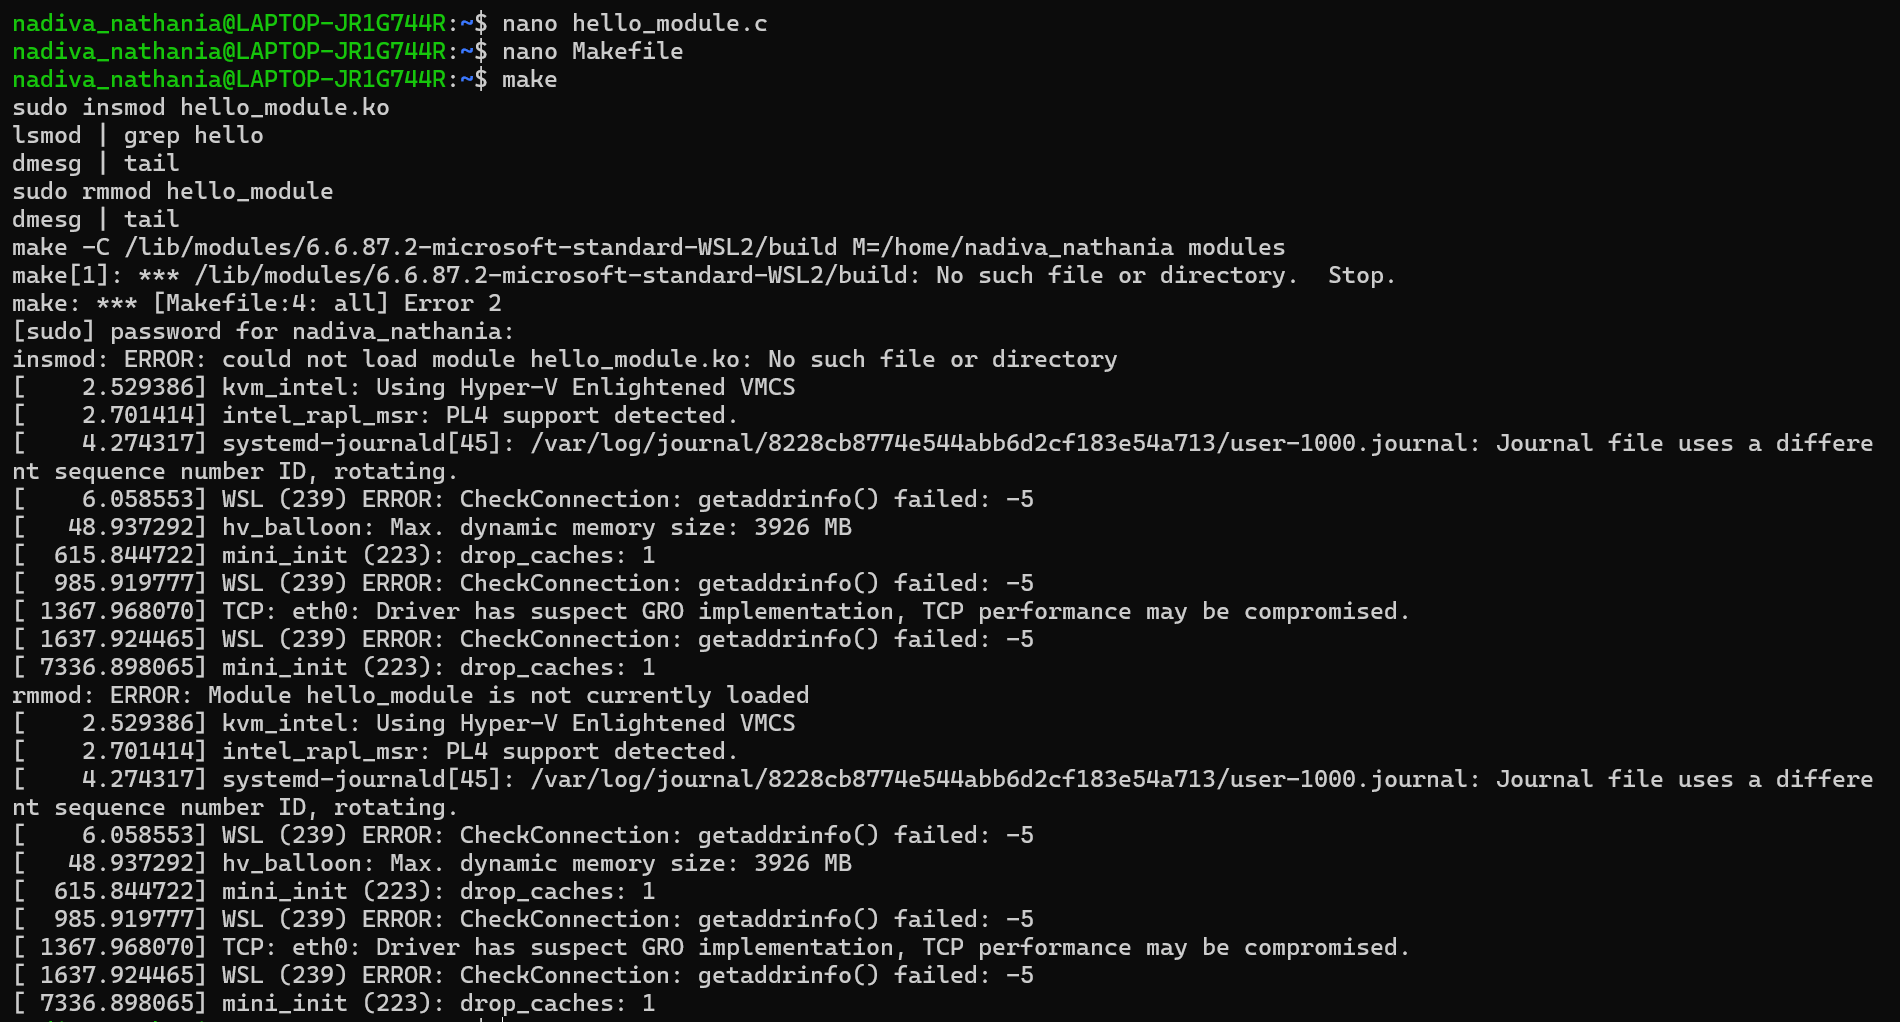 nadiva_nathania@LAPTOP-JR1G744R:~$ nano hello_module.c
nadiva_nathania@LAPTOP-JR1G744R:~$ nano Makefile
nadiva_nathania@LAPTOP-JR1G744R:~$ make
sudo insmod hello_module.ko
lsmod | grep hello
dmesg | tail
sudo rmmod hello_module
dmesg | tail
make -C /lib/modules/6.6.87.2-microsoft-standard-WSL2/build M=/home/nadiva_nathania modules
make[1]: *** /lib/modules/6.6.87.2-microsoft-standard-WSL2/build: No such file or directory.  Stop.
make: *** [Makefile:4: all] Error 2
[sudo] password for nadiva_nathania:
insmod: ERROR: could not load module hello_module.ko: No such file or directory
[    2.529386] kvm_intel: Using Hyper-V Enlightened VMCS
[    2.701414] intel_rapl_msr: PL4 support detected.
[    4.274317] systemd-journald[45]: /var/log/journal/8228cb8774e544abb6d2cf183e54a713/user-1000.journal: Journal file uses a differe
nt sequence number ID, rotating.
[    6.058553] WSL (239) ERROR: CheckConnection: getaddrinfo() failed: -5
[   48.937292] hv_balloon: Max. dynamic memory size: 3926 MB
[  615.844722] mini_init (223): drop_caches: 1
[  985.919777] WSL (239) ERROR: CheckConnection: getaddrinfo() failed: -5
[ 1367.968070] TCP: eth0: Driver has suspect GRO implementation, TCP performance may be compromised.
[ 1637.924465] WSL (239) ERROR: CheckConnection: getaddrinfo() failed: -5
[ 7336.898065] mini_init (223): drop_caches: 1
rmmod: ERROR: Module hello_module is not currently loaded
[    2.529386] kvm_intel: Using Hyper-V Enlightened VMCS
[    2.701414] intel_rapl_msr: PL4 support detected.
[    4.274317] systemd-journald[45]: /var/log/journal/8228cb8774e544abb6d2cf183e54a713/user-1000.journal: Journal file uses a differe
nt sequence number ID, rotating.
[    6.058553] WSL (239) ERROR: CheckConnection: getaddrinfo() failed: -5
[   48.937292] hv_balloon: Max. dynamic memory size: 3926 MB
[  615.844722] mini_init (223): drop_caches: 1
[  985.919777] WSL (239) ERROR: CheckConnection: getaddrinfo() failed: -5
[ 1367.968070] TCP: eth0: Driver has suspect GRO implementation, TCP performance may be compromised.
[ 1637.924465] WSL (239) ERROR: CheckConnection: getaddrinfo() failed: -5
[ 7336.898065] mini_init (223): drop_caches: 1